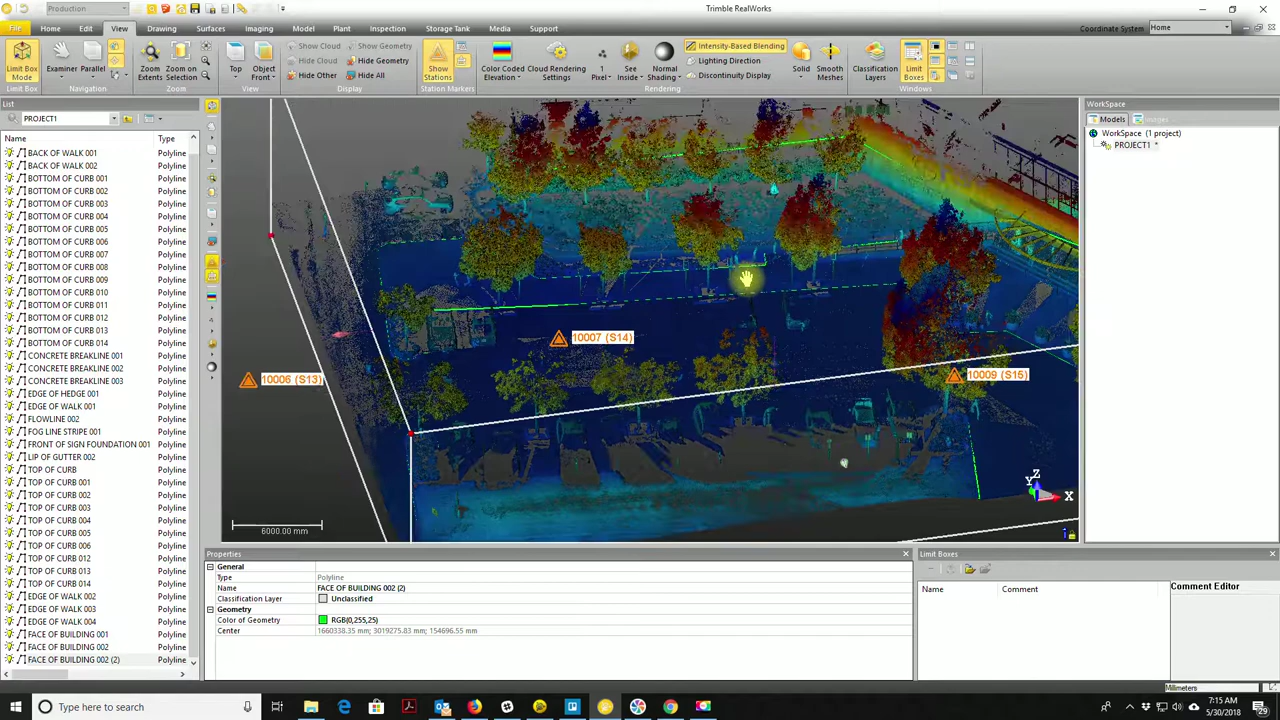 Production
Trimble RealWorks
File Home Edit View Drawing Surfaces Imaging Model Plant Inspection Storage Tank Media Support
Coordinate System Home
Limit Box Mode
Examiner
Parallel
Zoom Extents
Zoom on Selection
Top
Object Front
Show Cloud
Hide Cloud
Hide Other
Show Geometry
Hide Geometry
Hide All
Show Stations
Color Coded Elevation
Cloud Rendering Settings
1 Pixel
See Inside
Normal Shading
Intensity-Based Blending
Lighting Direction
Discontinuity Display
Solid
Smooth Meshes
Classification Layers
Limit Boxes
Limit Box Navigation Zoom View Display Station Markers Rendering Windows
List
PROJECT1
Name Type
BACK OF WALK 001 Polyline
BACK OF WALK 002 Polyline
BOTTOM OF CURB 001 Polyline
BOTTOM OF CURB 002 Polyline
BOTTOM OF CURB 003 Polyline
BOTTOM OF CURB 004 Polyline
BOTTOM OF CURB 005 Polyline
BOTTOM OF CURB 006 Polyline
BOTTOM OF CURB 007 Polyline
BOTTOM OF CURB 008 Polyline
BOTTOM OF CURB 009 Polyline
BOTTOM OF CURB 010 Polyline
BOTTOM OF CURB 011 Polyline
BOTTOM OF CURB 012 Polyline
BOTTOM OF CURB 013 Polyline
BOTTOM OF CURB 014 Polyline
CONCRETE BREAKLINE 001 Polyline
CONCRETE BREAKLINE 002 Polyline
CONCRETE BREAKLINE 003 Polyline
EDGE OF HEDGE 001 Polyline
EDGE OF WALK 001 Polyline
FLOWLINE 002 Polyline
FOG LINE STRIPE 001 Polyline
FRONT OF SIGN FOUNDATION 001 Polyline
LIP OF GUTTER 002 Polyline
TOP OF CURB Polyline
TOP OF CURB 001 Polyline
TOP OF CURB 002 Polyline
TOP OF CURB 003 Polyline
TOP OF CURB 004 Polyline
TOP OF CURB 005 Polyline
TOP OF CURB 006 Polyline
TOP OF CURB 012 Polyline
TOP OF CURB 013 Polyline
TOP OF CURB 014 Polyline
EDGE OF WALK 002 Polyline
EDGE OF WALK 003 Polyline
EDGE OF WALK 004 Polyline
FACE OF BUILDING 001 Polyline
FACE OF BUILDING 002 Polyline
FACE OF BUILDING 002 (2) Polyline
10007 (S14)
10006 (S13)
10009 (S15)
Z
Y
X
6000.00 mm
WorkSpace
Models Images
WorkSpace (1 project)
PROJECT1 *
Properties
General
Type Polyline
Name FACE OF BUILDING 002 (2)
Classification Layer Unclassified
Geometry
Color of Geometry RGB(0,255,25)
Center 1660338.35 mm; 3019275.83 mm; 154696.55 mm
Limit Boxes
Name Comment
Comment Editor
Millimeters
Type here to search
7:15 AM
5/30/2018
29